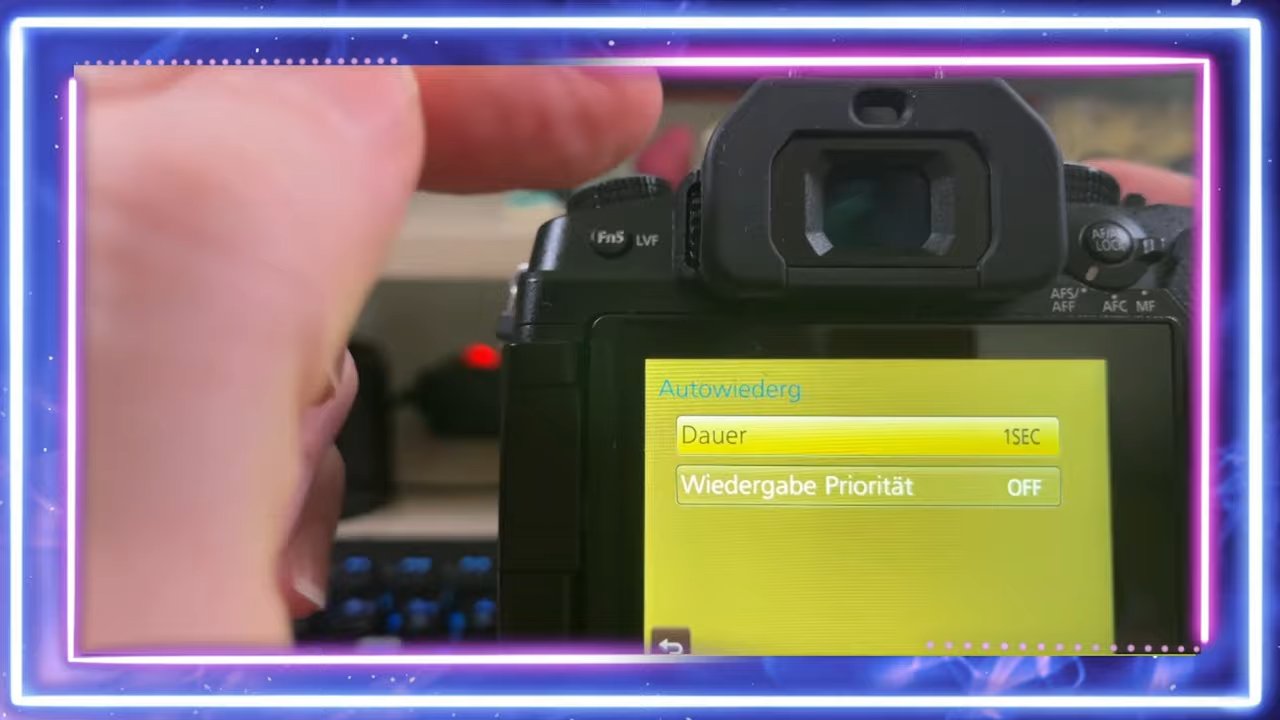 Fn5 LVF
AF/AE
LOCK
AFS/
AFF AFC MF
Autowiederg
Dauer 1SEC
Wiedergabe Priorität OFF